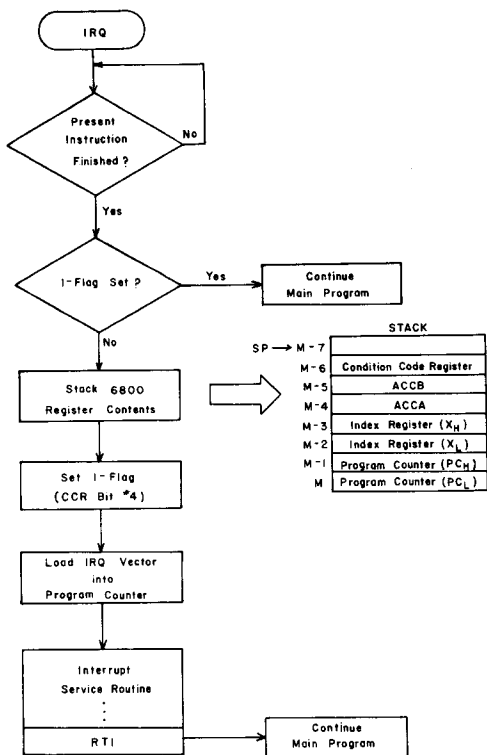 IRQ
Present
Instruction
Finished?
No
Yes
1-Flag Set?
Yes
Continue
Main Program
No
STACK
SP → M-7
M-6 Condition Code Register
M-5 ACCB
M-4 ACCA
M-3 Index Register (XH)
M-2 Index Register (XL)
M-1 Program Counter (PCH)
M Program Counter (PCL)
Stack 6800
Register Contents
Set 1-Flag
(CCR Bit #4)
Load IRQ Vector
into
Program Counter
Interrupt
Service Routine
RTI
Continue
Main Program